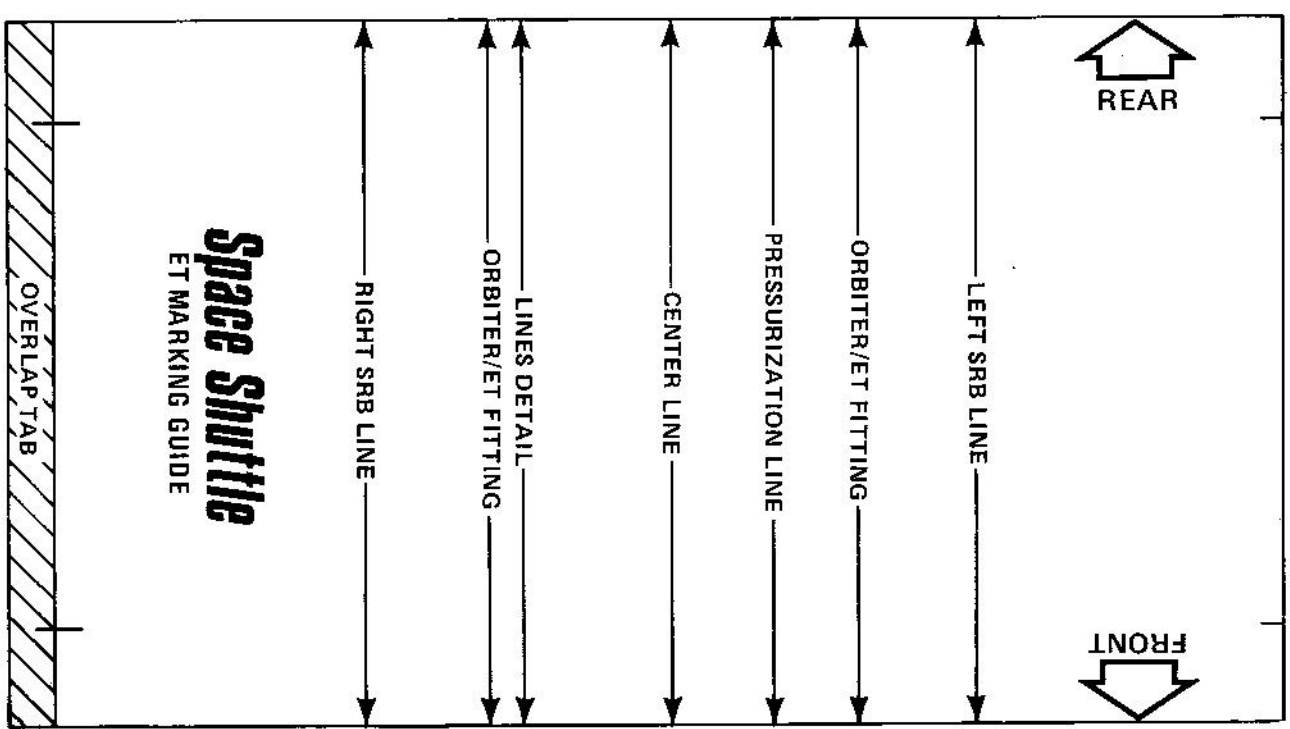 REAR
Space Shuttle
ET MARKING GUIDE
OVERLAP TAB
RIGHT SRB LINE
ORBITER/ET FITTING
LINES DETAIL
CENTER LINE
PRESSURIZATION LINE
ORBITER/ET FITTING
LEFT SRB LINE
FRONT